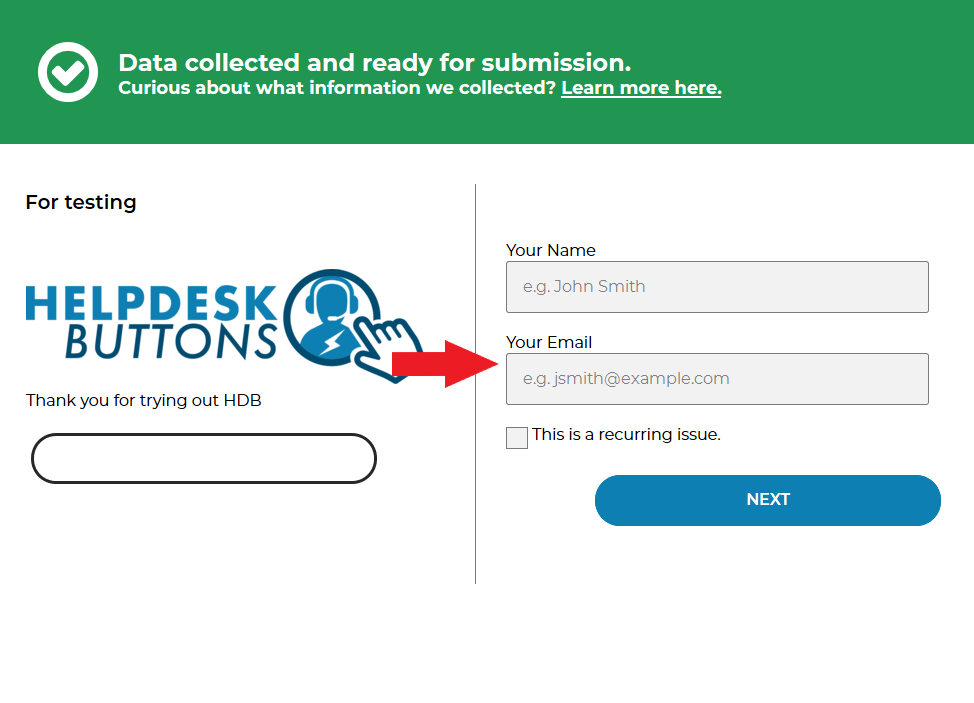 Data collected and ready for submission.
Curious about what information we collected? Learn more here.
For testing
HELPDESK
BUTTONS
Thank you for trying out HDB
Your Name
e.g. John Smith
Your Email
e.g. jsmith@example.com
This is a recurring issue.
NEXT